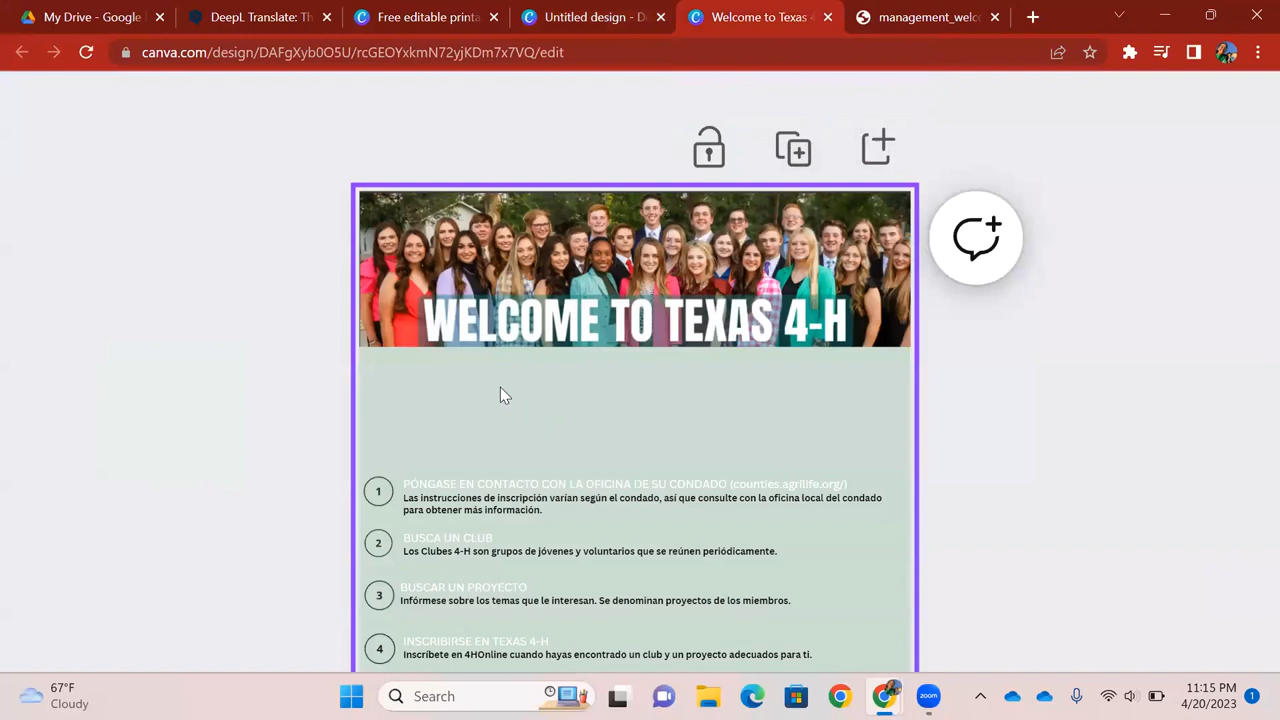 My Drive - Google
DeepL Translate: Th
Free editable printa
Untitled design - D
Welcome to Texas 4
management_welc
canva.com/design/DAFgXyb0O5U/rcGEOYxkmN72yjKDm7x7VQ/edit
WELCOME TO TEXAS 4-H
1 PÓNGASE EN CONTACTO CON LA OFICINA DE SU CONDADO (counties.agrilife.org/)
Las instrucciones de inscripción varían según el condado, así que consulte con la oficina local del condado
para obtener más información.
2 BUSCA UN CLUB
Los Clubes 4-H son grupos de jóvenes y voluntarios que se reúnen periódicamente.
3 BUSCAR UN PROYECTO
Infórmese sobre los temas que le interesan. Se denominan proyectos de los miembros.
4 INSCRIBIRSE EN TEXAS 4-H
Inscríbete en 4HOnline cuando hayas encontrado un club y un proyecto adecuados para ti.
67°F
Cloudy
Search
zoom
11:15 PM
4/20/2023
1